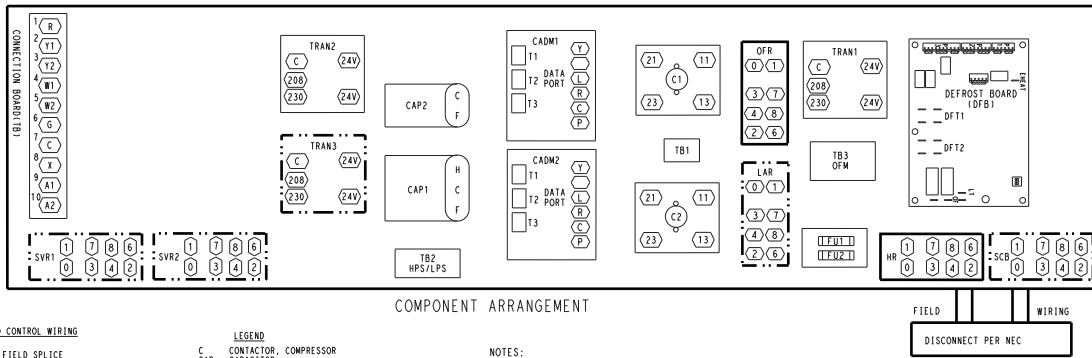 CONNECTION BOARD(TB)
1 R
2 Y1
3 Y2
4 W1
5 W2
6 G
7 C
8 X
9 A1
10 A2
TRAN2
C 24V
208
230 24V
TRAN3
C 24V
208
230 24V
CAP2
C
F
CAP1
H
C
F
TB2
HPS/LPS
CADM1
T1
T2
T3
DATA
PORT
Y
L
R
C
P
CADM2
T1
T2
T3
DATA
PORT
Y
L
R
C
P
21 11
C1
23 13
TB1
21 11
C2
23 13
OFR
0 1
3 7
4 8
2 6
LAR
0 1
3 7
4 8
2 6
TRAN1
C 24V
208
230 24V
TB3
OFM
FU1
FU2
EHEAT
DEFROST BOARD
(DFB)
DFT1
DFT2
SVR1
1 7 8 6
0 3 4 2
SVR2
1 7 8 6
0 3 4 2
HR
1 7 8 6
0 3 4 2
SCB
1 7 8 6
0 3 4 2
COMPONENT ARRANGEMENT
FIELD WIRING
DISCONNECT PER NEC
CONTROL WIRING
FIELD SPLICE
LEGEND
C CONTACTOR, COMPRESSOR
CAPACITOR
NOTES: